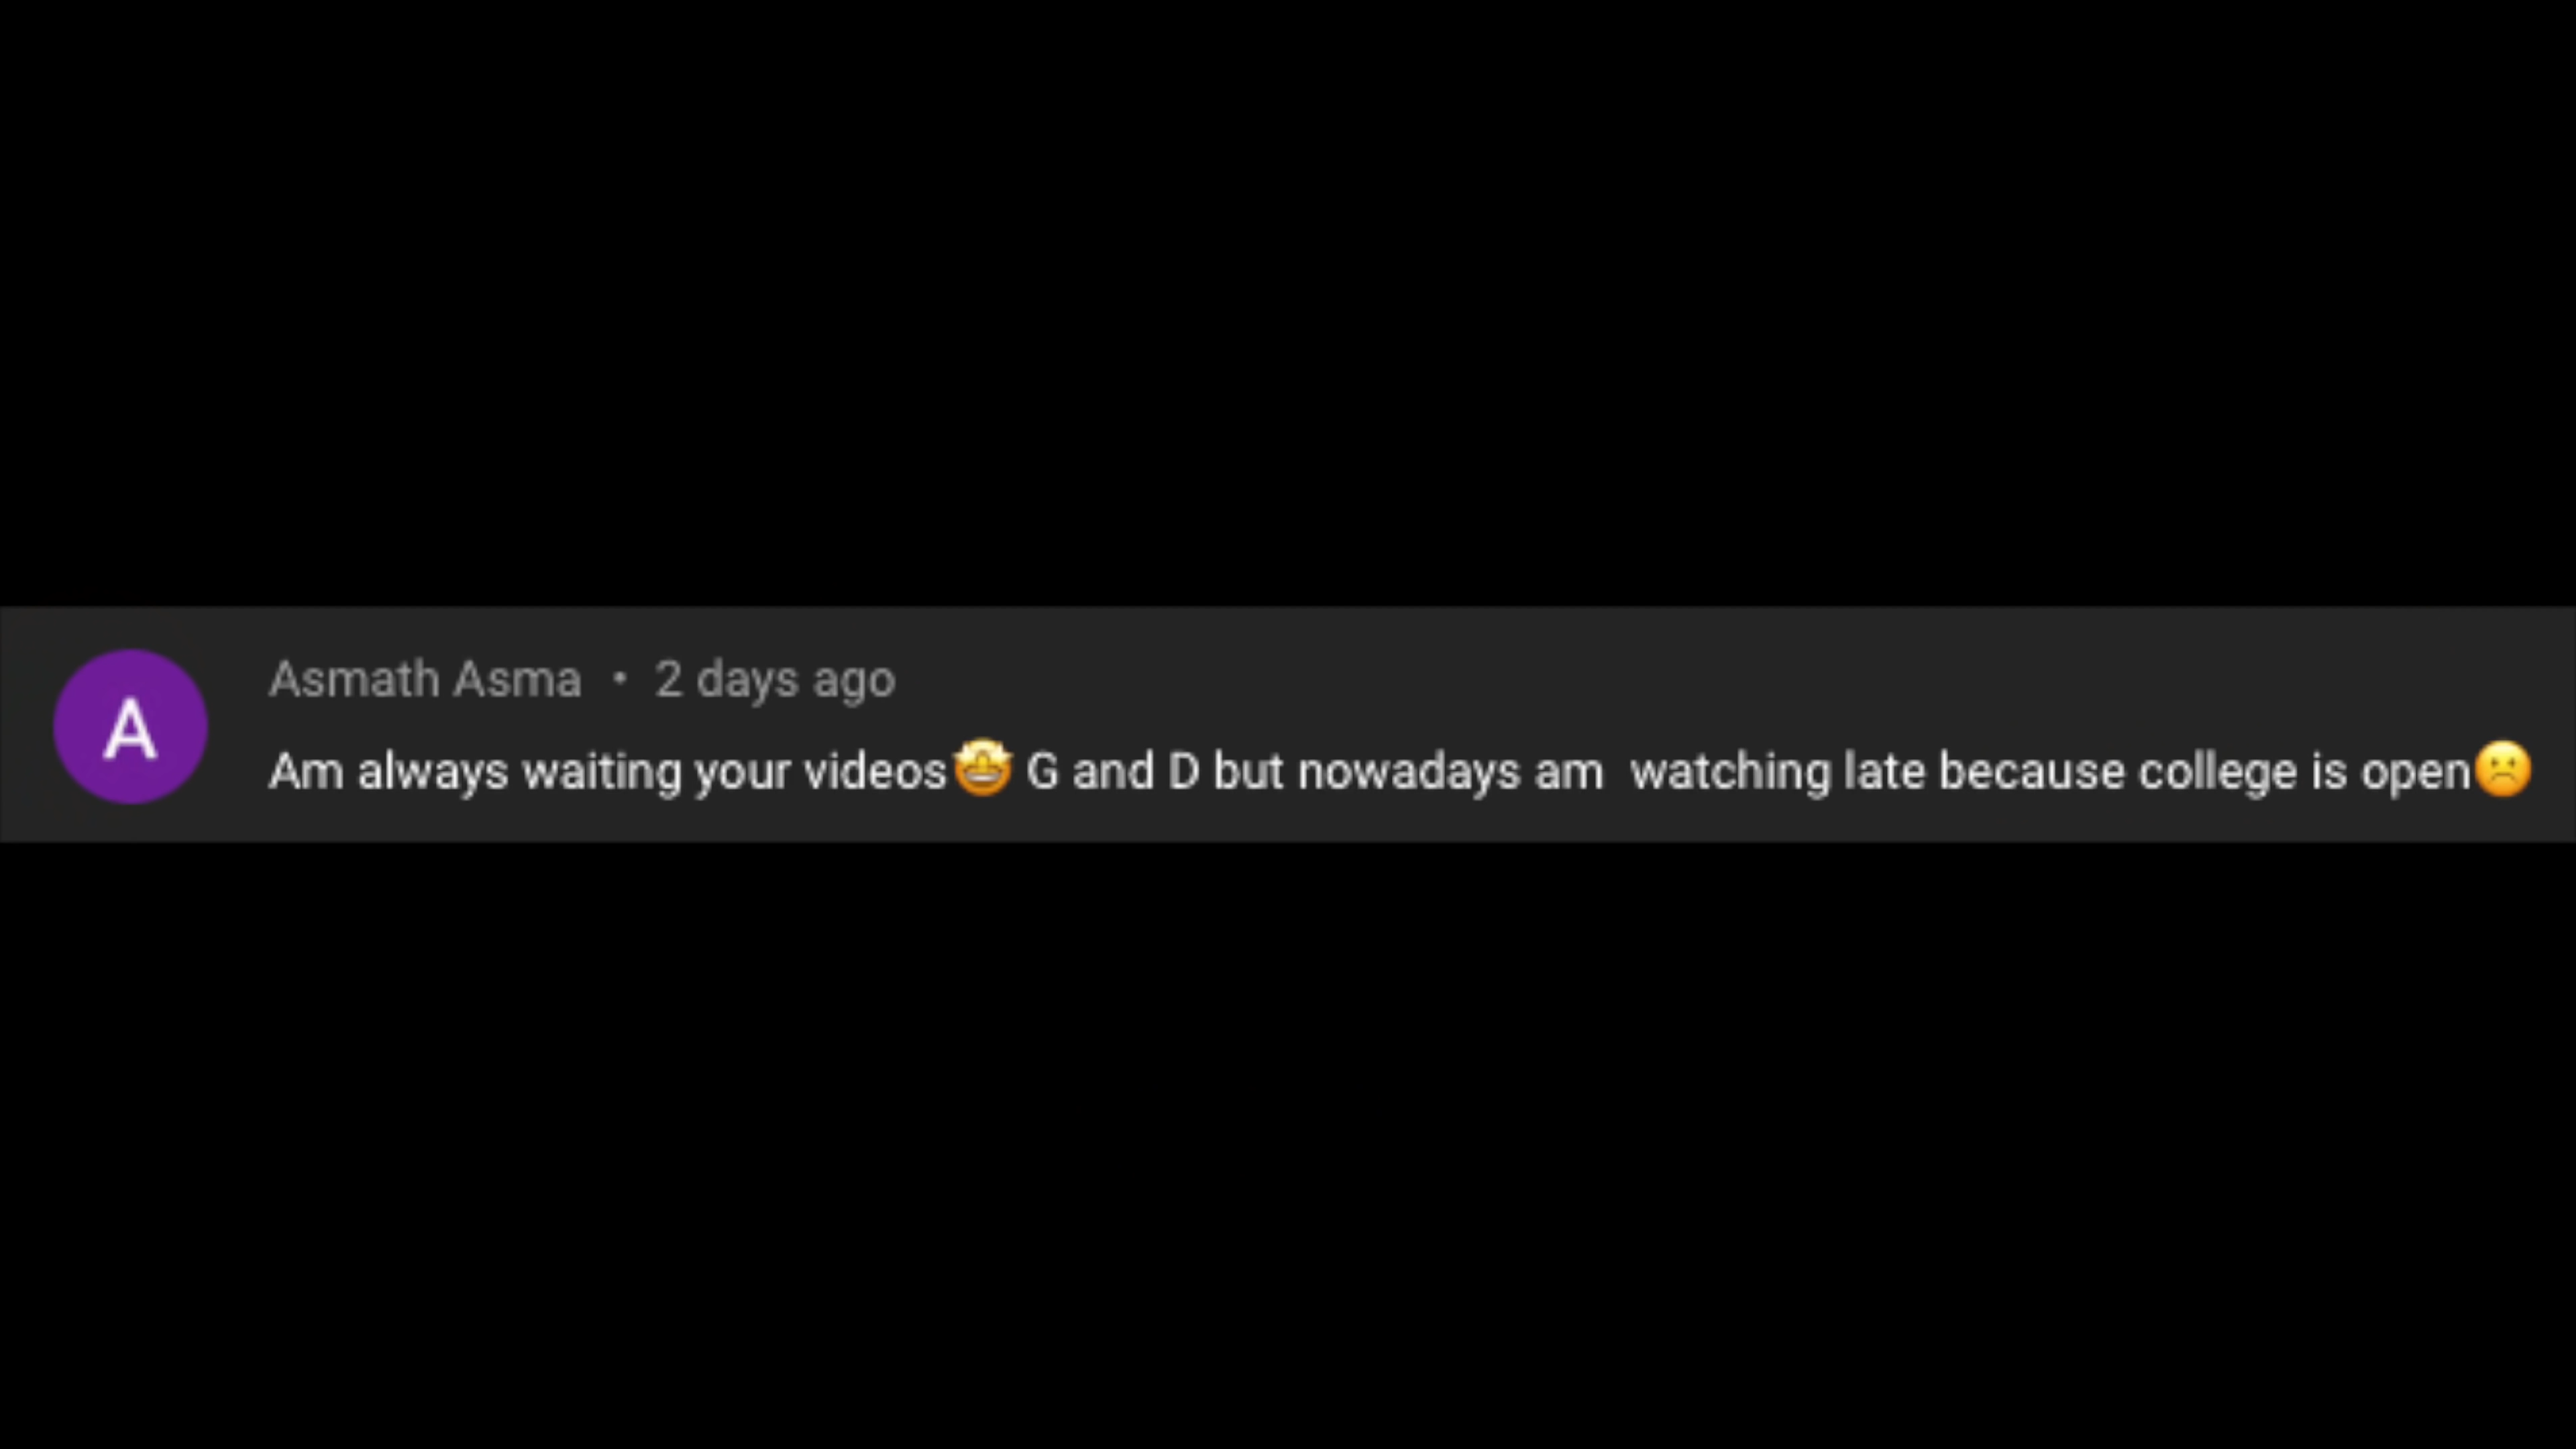 A
Asmath Asma • 2 days ago
Am always waiting your videos🤩 G and D but nowadays am  watching late because college is open🙁